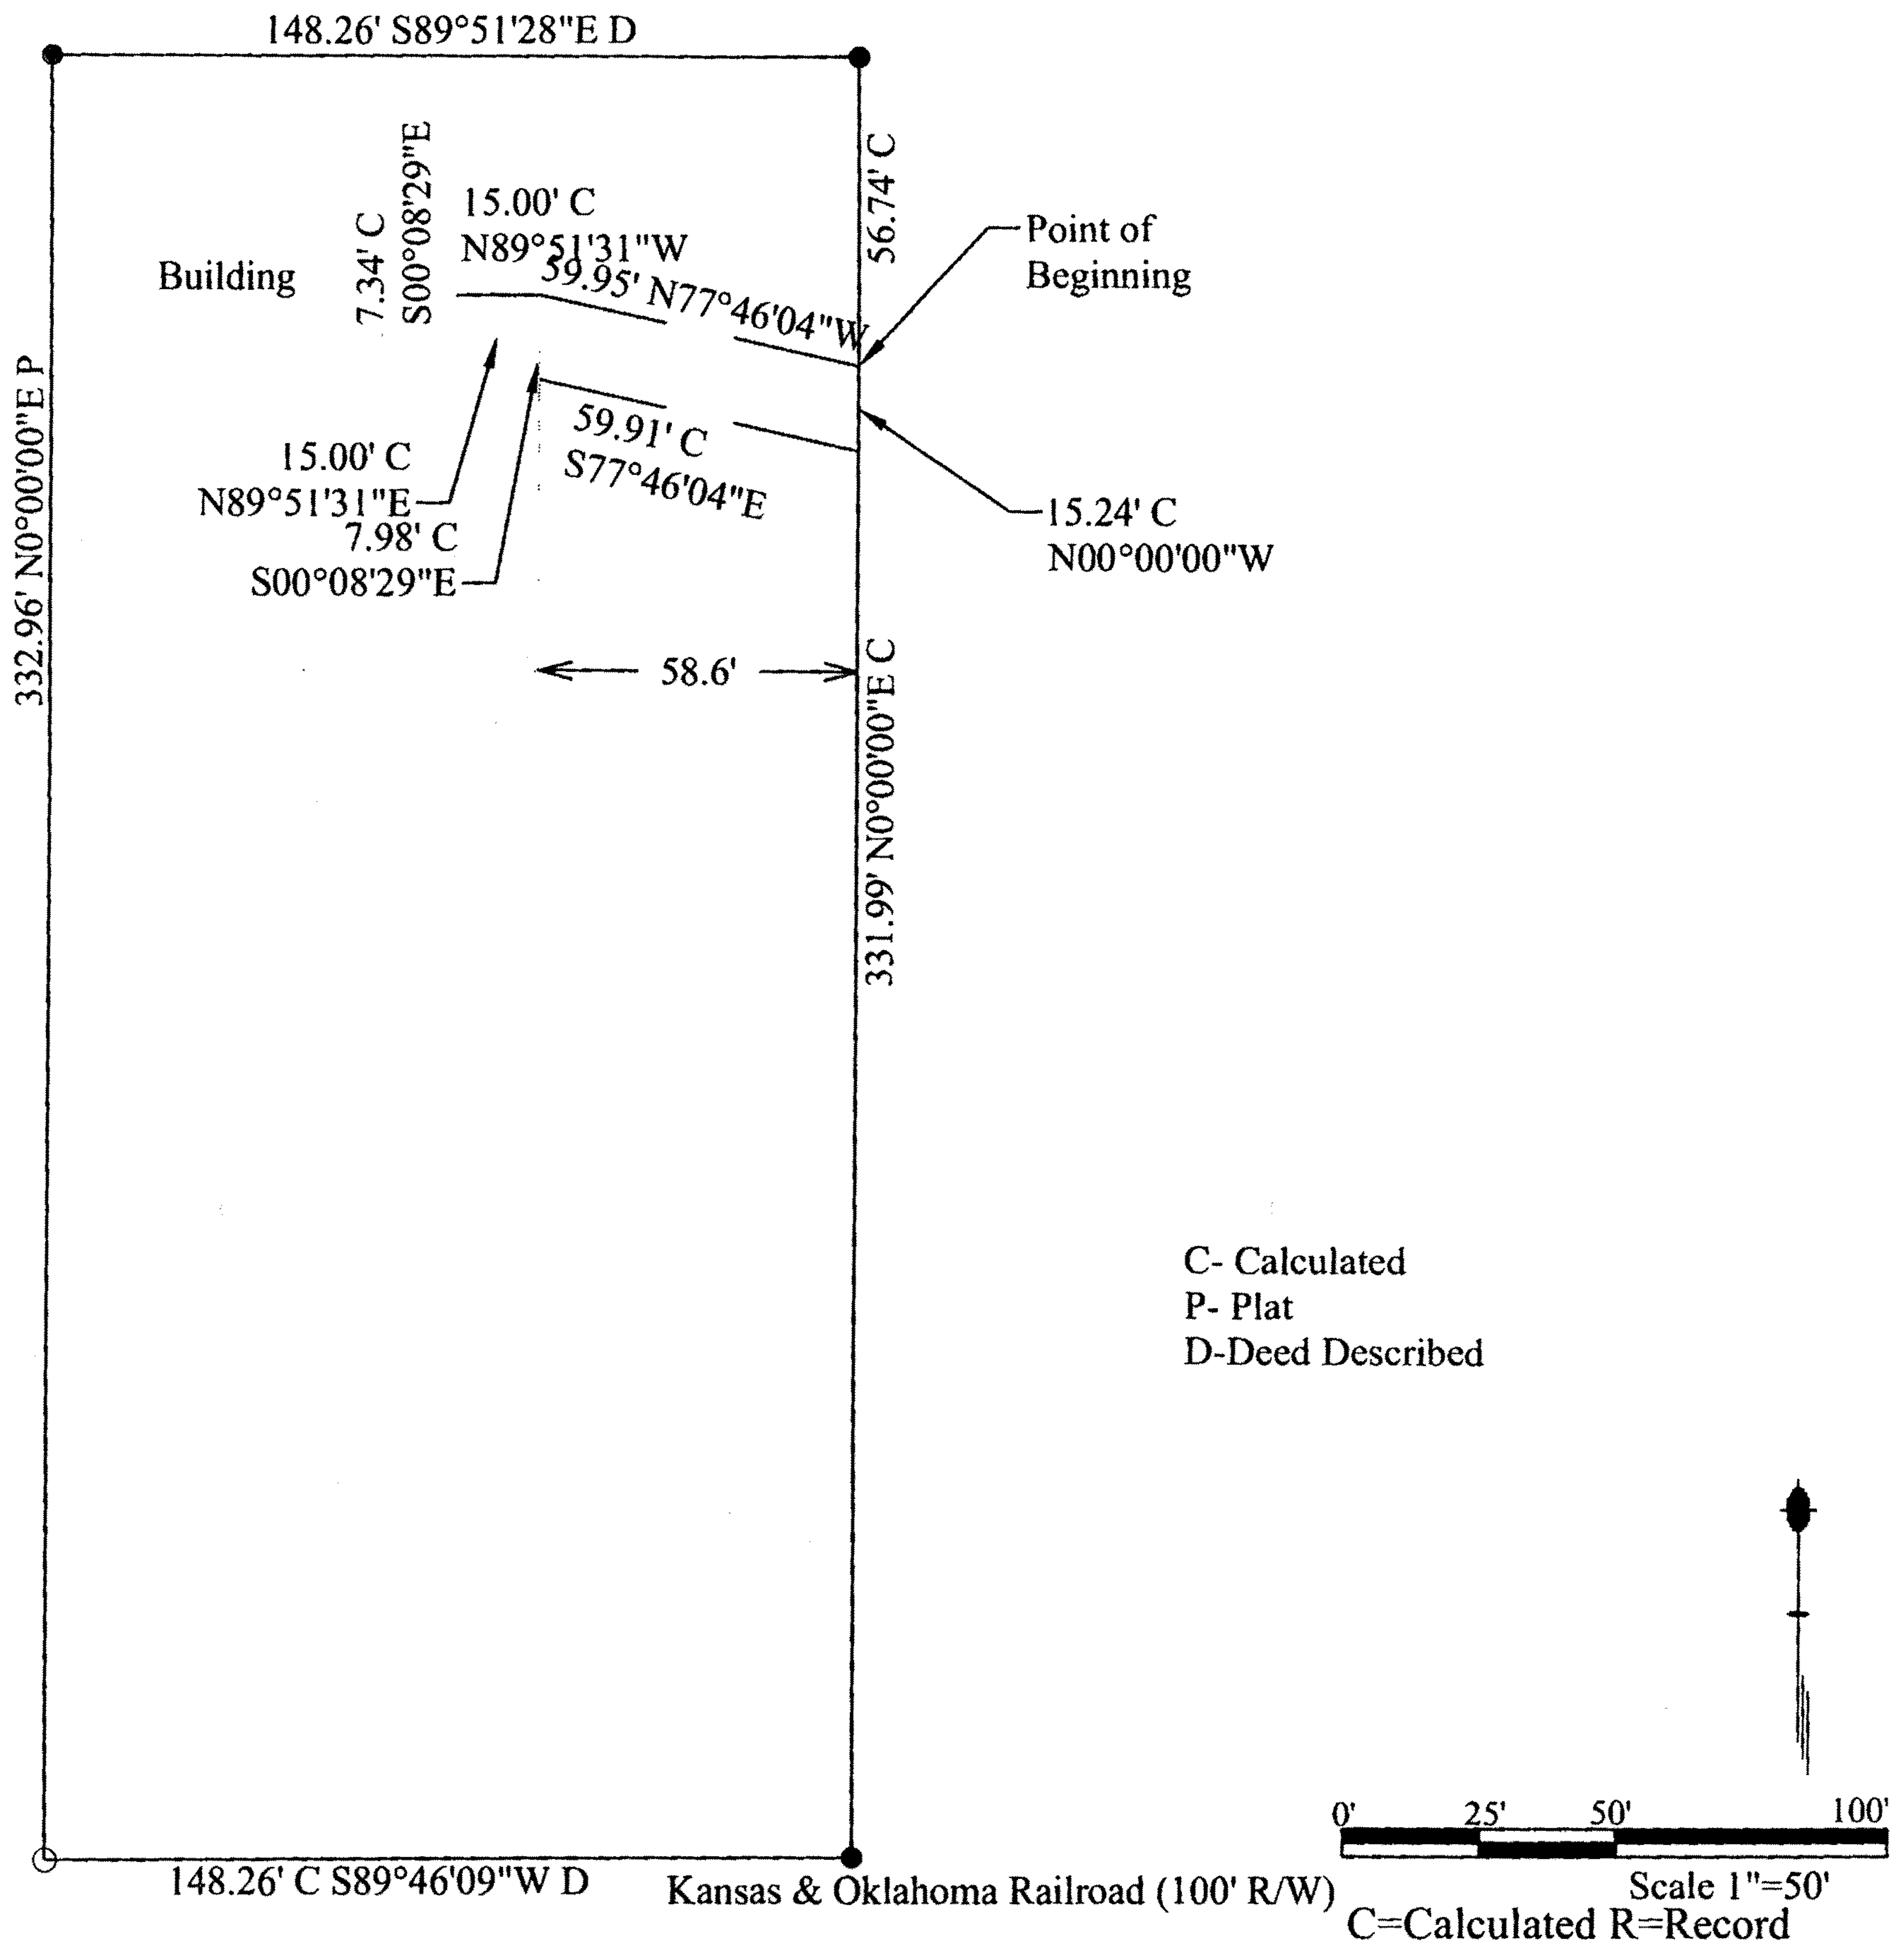 148.26' S89°51'28"E D
56.74' C
7.34' C
S00°08'29"E
15.00' C
N89°51'31"W
59.95' N77°46'04"W
Point of
Beginning
Building
332.96' N0°00'00"E P
15.00' C
N89°51'31"E
7.98' C
S00°08'29"E
59.91' C
S77°46'04"E
15.24' C
N00°00'00"W
58.6'
331.99' N0°00'00"E C
C- Calculated
P- Plat
D-Deed Described
0' 25' 50' 100'
Scale 1"=50'
148.26' C S89°46'09"W D
Kansas & Oklahoma Railroad (100' R/W)
C=Calculated R=Record